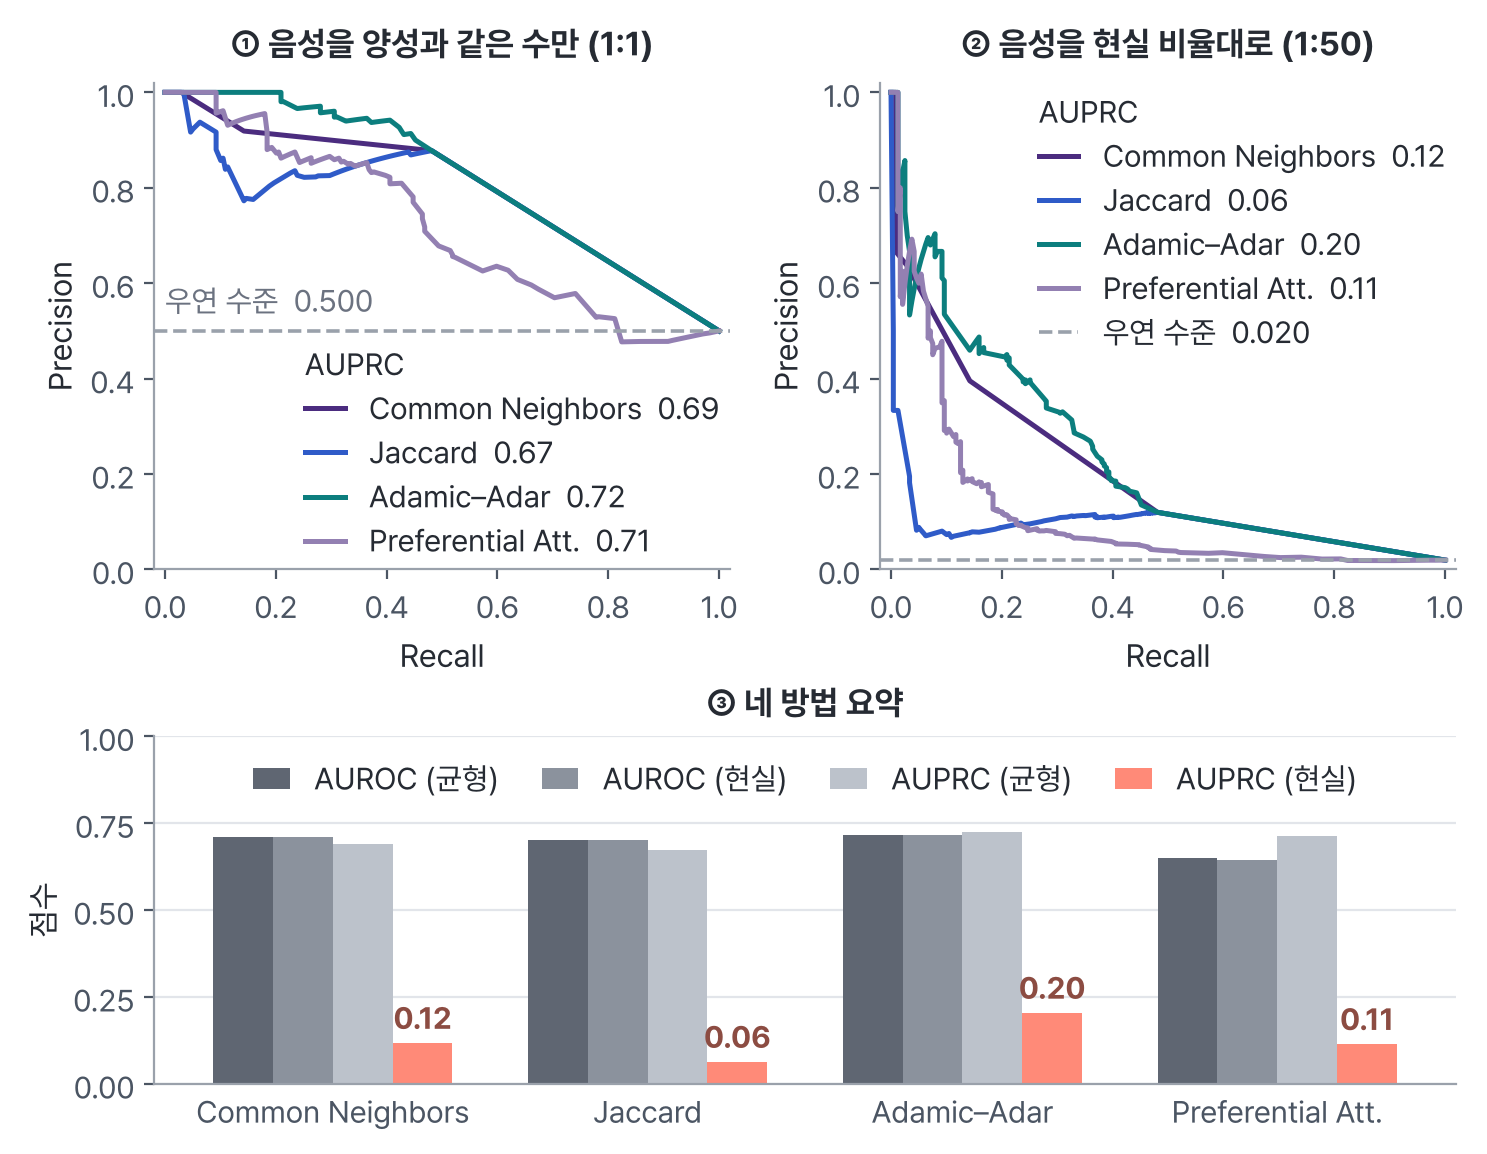 ① 음성을 양성과 같은 수만 (1:1)
Precision
1.0
0.8
0.6
0.4
0.2
0.0
우연 수준 0.500
AUPRC
Common Neighbors 0.69
Jaccard 0.67
Adamic–Adar 0.72
Preferential Att. 0.71
0.0 0.2 0.4 0.6 0.8 1.0
Recall
② 음성을 현실 비율대로 (1:50)
Precision
1.0
0.8
0.6
0.4
0.2
0.0
AUPRC
Common Neighbors 0.12
Jaccard 0.06
Adamic–Adar 0.20
Preferential Att. 0.11
우연 수준 0.020
0.0 0.2 0.4 0.6 0.8 1.0
Recall
③ 네 방법 요약
점수
1.00
0.75
0.50
0.25
0.00
AUROC (균형) AUROC (현실) AUPRC (균형) AUPRC (현실)
0.12 0.06 0.20 0.11
Common Neighbors Jaccard Adamic–Adar Preferential Att.